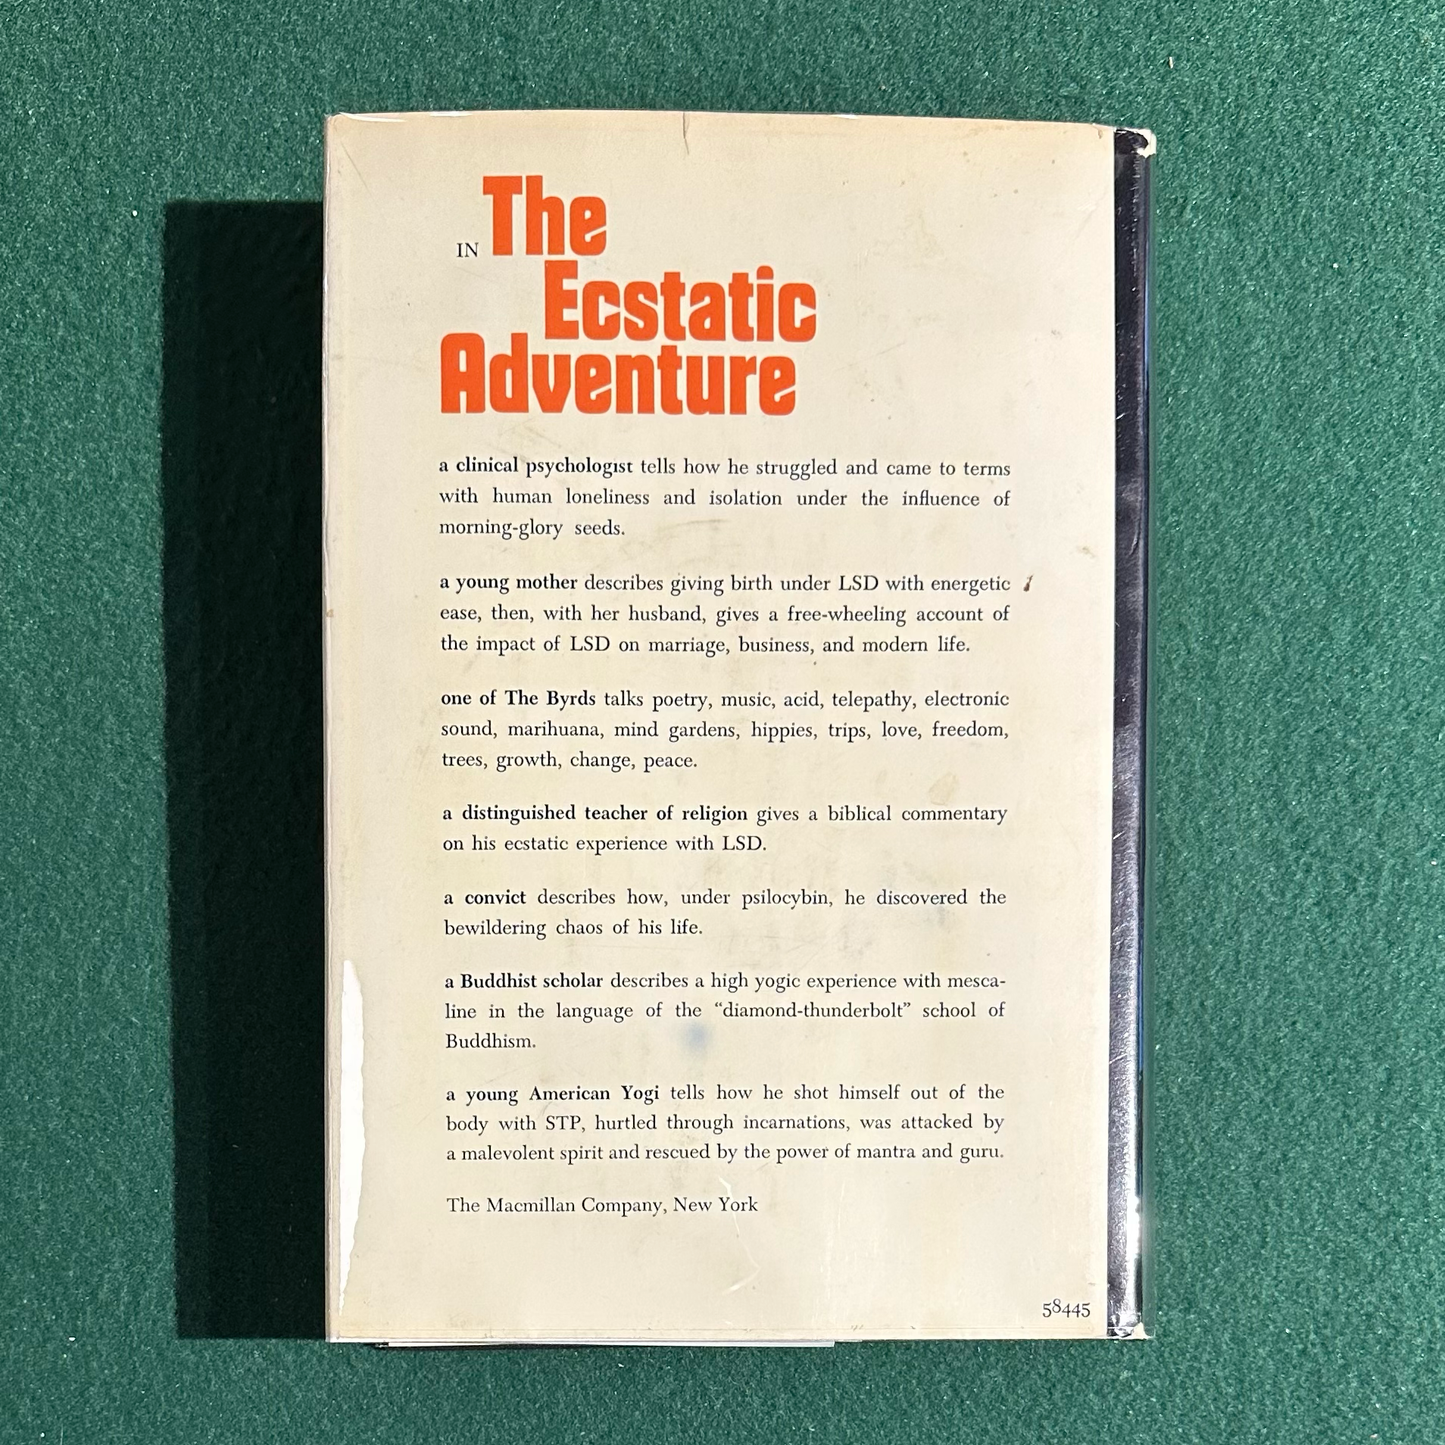 IN The
Ecstatic
Adventure
a clinical psychologist tells how he struggled and came to terms
with human loneliness and isolation under the influence of
morning-glory seeds.
a young mother describes giving birth under LSD with energetic
ease, then, with her husband, gives a free-wheeling account of
the impact of LSD on marriage, business, and modern life.
one of The Byrds talks poetry, music, acid, telepathy, electronic
sound, marihuana, mind gardens, hippies, trips, love, freedom,
trees, growth, change, peace.
a distinguished teacher of religion gives a biblical commentary
on his ecstatic experience with LSD.
a convict describes how, under psilocybin, he discovered the
bewildering chaos of his life.
a Buddhist scholar describes a high yogic experience with mesca-
line in the language of the “diamond-thunderbolt” school of
Buddhism.
a young American Yogi tells how he shot himself out of the
body with STP, hurtled through incarnations, was attacked by
a malevolent spirit and rescued by the power of mantra and guru.
The Macmillan Company, New York
58445